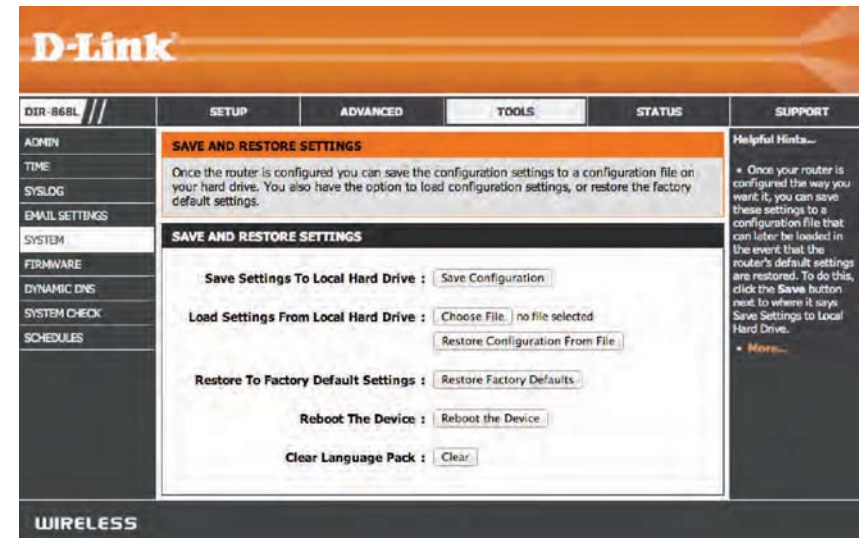 D-Link
DIR-868L
SETUP
ADVANCED
TOOLS
STATUS
SUPPORT
ADMIN
TIME
SYSLOG
EMAIL SETTINGS
SYSTEM
FIRMWARE
DYNAMIC DNS
SYSTEM CHECK
SCHEDULES
SAVE AND RESTORE SETTINGS
Once the router is configured you can save the configuration settings to a configuration file on
your hard drive. You also have the option to load configuration settings, or restore the factory
default settings.
SAVE AND RESTORE SETTINGS
Save Settings To Local Hard Drive : Save Configuration
Load Settings From Local Hard Drive : Choose File no file selected
Restore Configuration From File
Restore To Factory Default Settings : Restore Factory Defaults
Reboot The Device : Reboot the Device
Clear Language Pack : Clear
Helpful Hints...
• Once your router is
configured the way you
want it, you can save
these settings to a
configuration file that
can later be loaded in
the event that the
router's default settings
are restored. To do this,
click the Save button
next to where it says
Save Settings to Local
Hard Drive.
• More...
WIRELESS